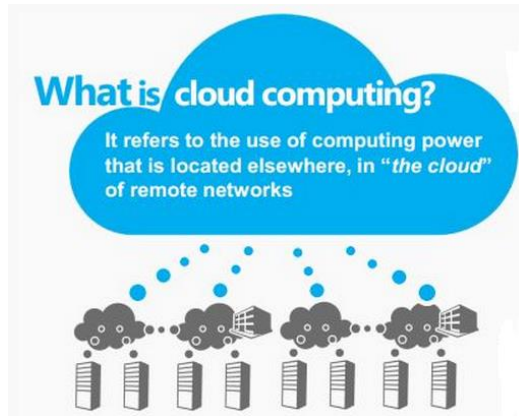 What is cloud computing?
It refers to the use of computing power
that is located elsewhere, in “the cloud”
of remote networks